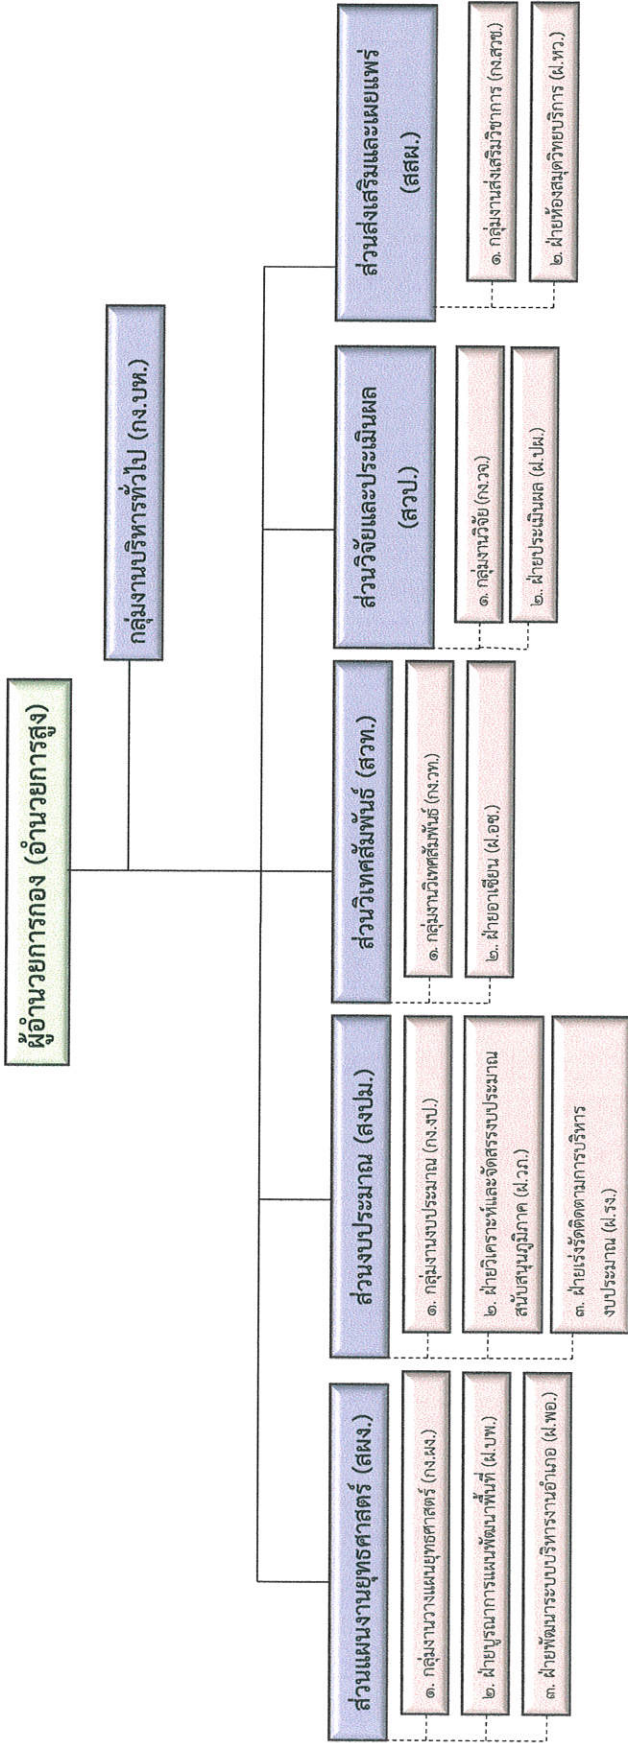 ผู้อำนวยการกอง (อำนวยการสูง)
กลุ่มงานบริหารทั่วไป (กง.บท.)
ส่วนแผนงานยุทธศาสตร์ (สผง.)
๑. กลุ่มงานวางแผนยุทธศาสตร์ (กง.ผง.)
๒. ฝ่ายบูรณาการแผนพัฒนาพื้นที่ (ฝ.บพ.)
๓. ฝ่ายพัฒนาระบบบริหารงานอำเภอ (ฝ.พอ.)
ส่วนงบประมาณ (สงปม.)
๑. กลุ่มงานงบประมาณ (กง.งป.)
๒. ฝ่ายวิเคราะห์และจัดสรรงบประมาณ
สนับสนุนภูมิภาค (ฝ.วภ.)
๓. ฝ่ายเร่งรัดติดตามการบริหาร
งบประมาณ (ฝ.รง.)
ส่วนวิเทศสัมพันธ์ (สวท.)
๑. กลุ่มงานวิเทศสัมพันธ์ (กง.วท.)
๒.. ฝ่ายอาเซียน (ฝ.อซ.)
ส่วนวิจัยและประเมินผล
(สวป.)
๑. กลุ่มงานวิจัย (กง.วจ.)
๒.. ฝ่ายประเมินผล (ฝ.ปผ.)
ส่วนส่งเสริมและเผยแพร่
(สสผ.)
๑. กลุ่มงานส่งเสริมวิชาการ (กง.สวช.)
๒. ฝ่ายห้องสมุดวิทยบริการ (ฝ.หว.)